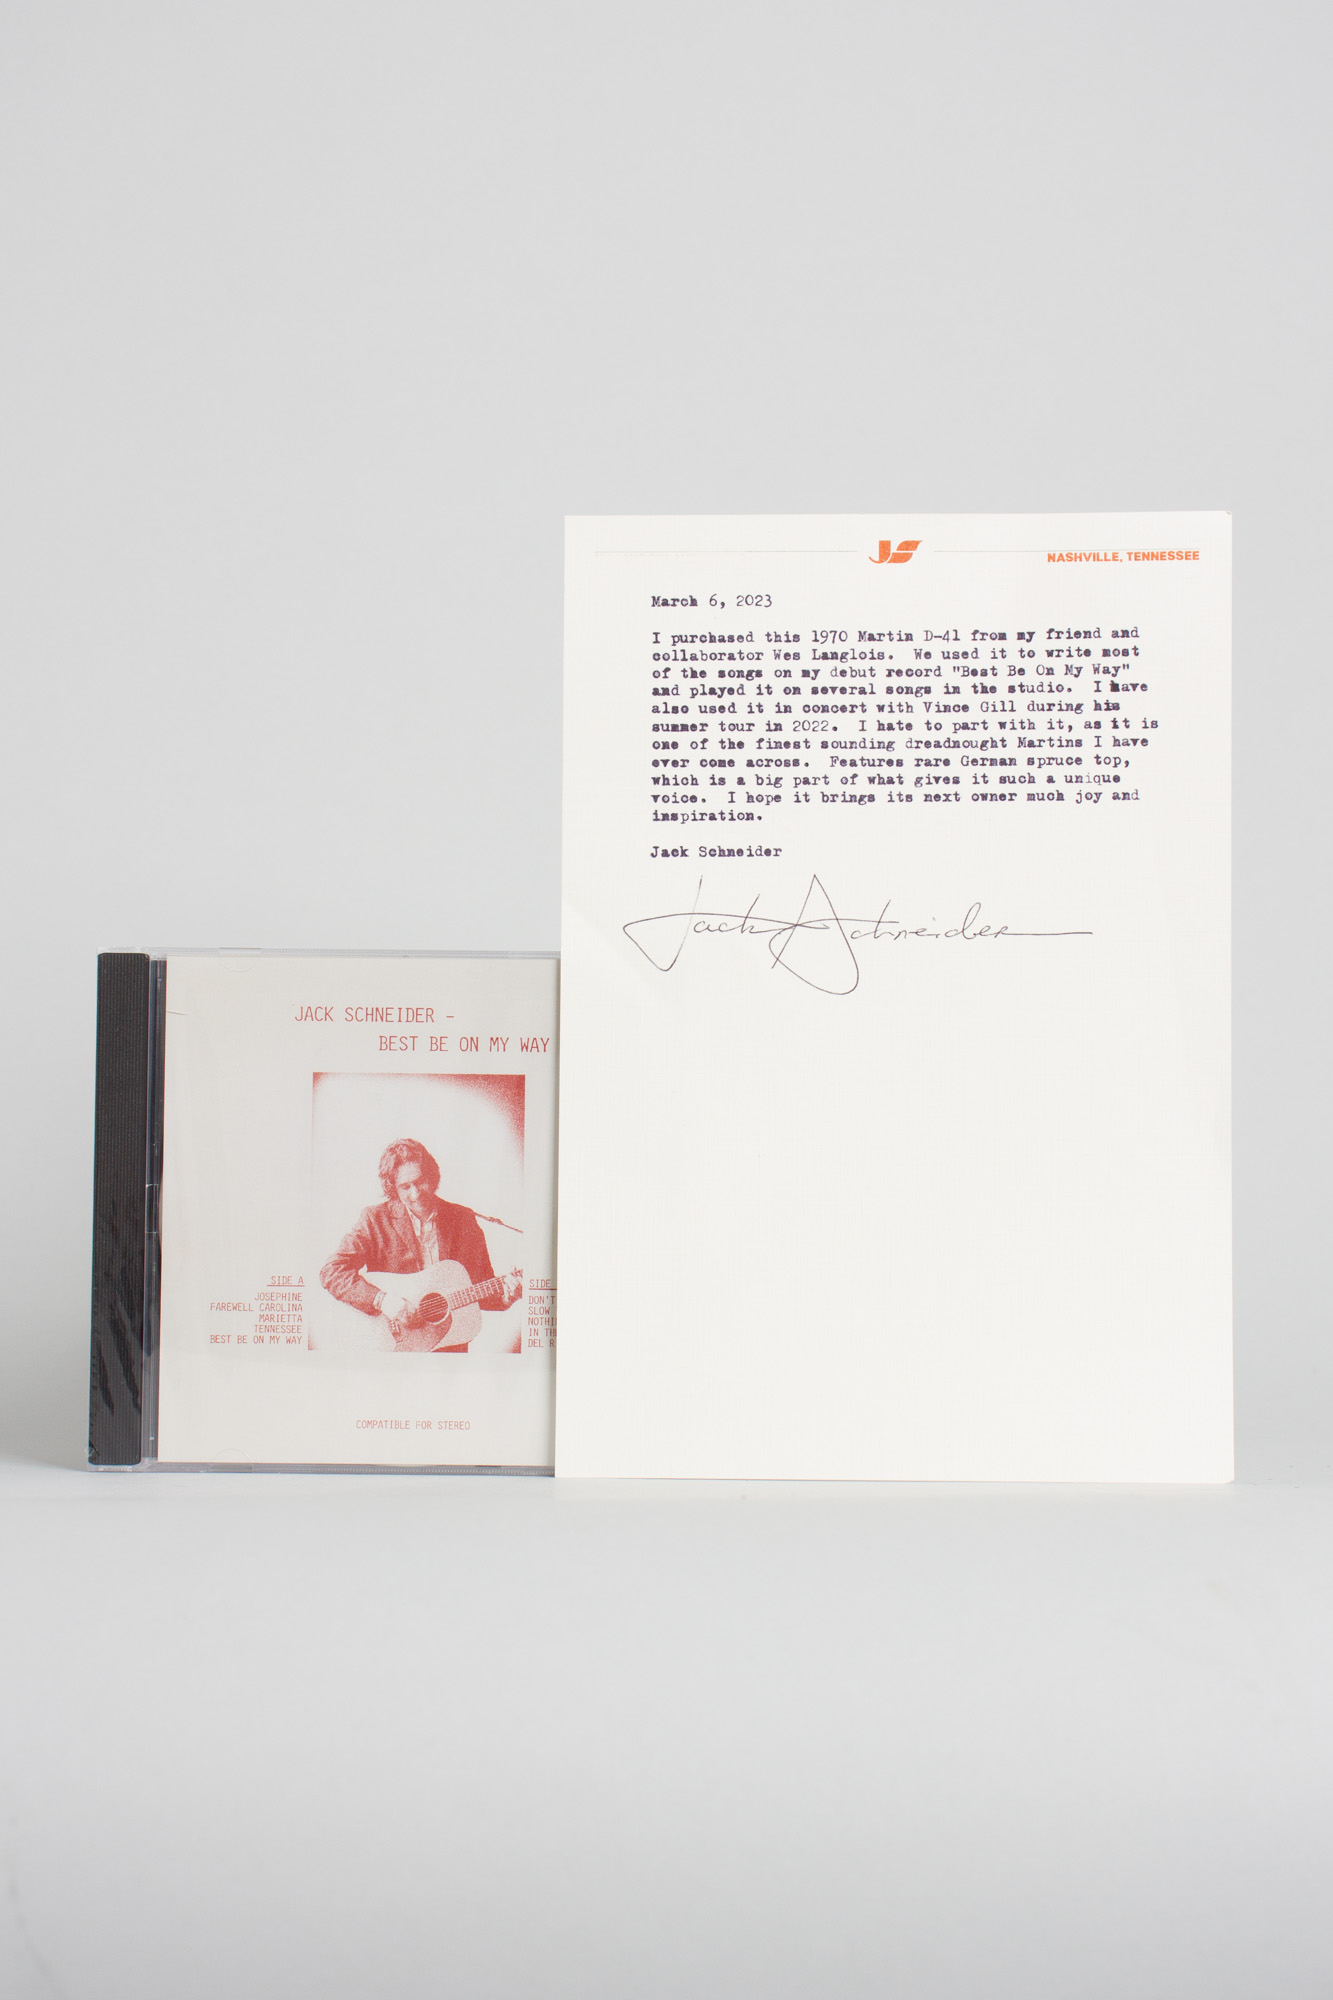 JS
NASHVILLE, TENNESSEE
March 6, 2023
I purchased this 1970 Martin D-41 from my friend and
collaborator Wes Langlois. We used it to write most
of the songs on my debut record "Best Be On My Way"
and played it on several songs in the studio. I have
also used it in concert with Vince Gill during his
summer tour in 2022. I hate to part with it, as it is
one of the finest sounding dreadnought Martins I have
ever come across. Features rare German spruce top,
which is a big part of what gives it such a unique
voice. I hope it brings its next owner much joy and
inspiration.
Jack Schneider
Jack Schneider
JACK SCHNEIDER -
BEST BE ON MY WAY
SIDE A
JOSEPHINE
FAREWELL CAROLINA
MARIETTA
TENNESSEE
BEST BE ON MY WAY
SIDE
DON'T
SLOW
IN
DEL
COMPATIBLE FOR STEREO